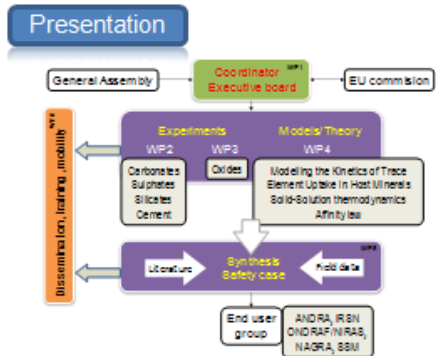 Presentation
WP1
General Assembly
Coordinator
Executive board
EU commision
Dissemination, training, mobility
Experiments
Models/Theory
WP2
WP3
WP4
Carbonates
Sulphates
Silicates
Cement
Oxides
Modelling the Kinetics of Trace
Element Uptake in Host Minerals
Solid-Solution thermodynamics
Affinity law
Literature
Synthesis
Safety case
Field data
End user
group
ANDRA, IRSN
ONDRAF/NIRAS,
NAGRA, SSM